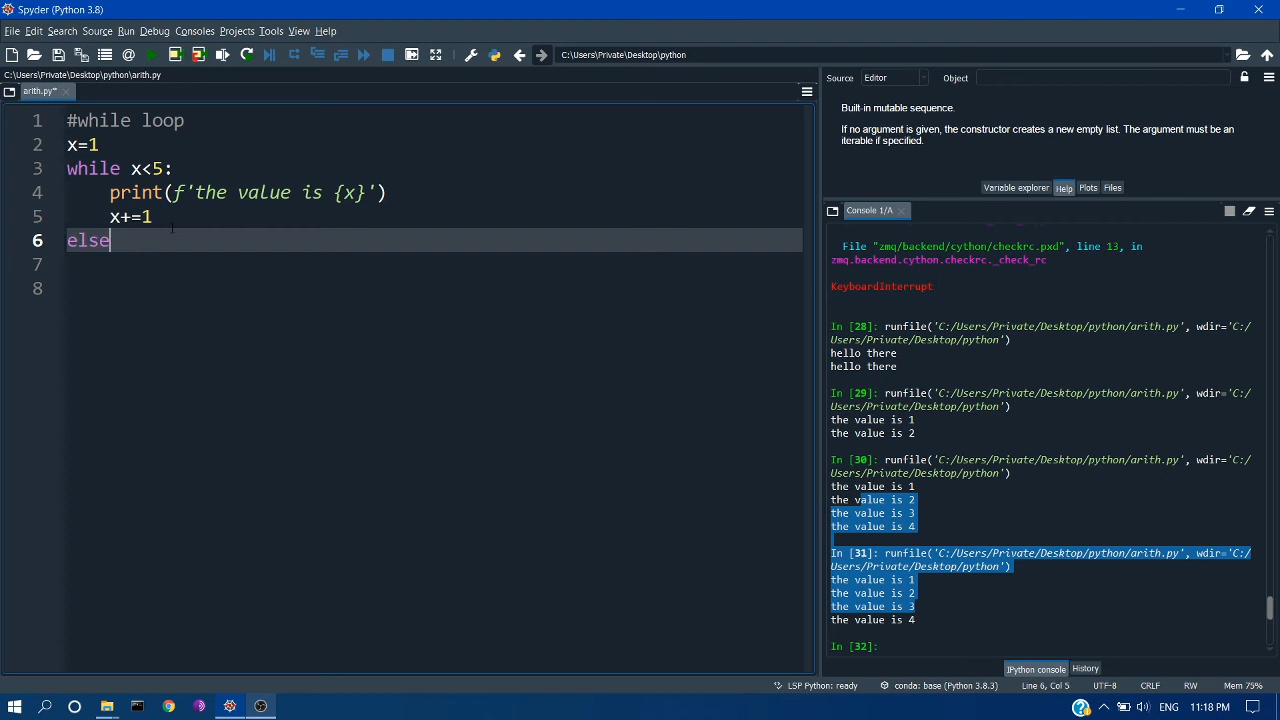 Spyder (Python 3.8)
File Edit Search Source Run Debug Consoles Projects Tools View Help
C:\Users\Private\Desktop\python
C:\Users\Private\Desktop\python\arith.py
arith.py*
1 #while loop
2 x=1
3 while x<5:
4 print(f'the value is {x}')
5 x+=1
6 else
7
8
Source Editor Object
Built-in mutable sequence.
If no argument is given, the constructor creates a new empty list. The argument must be an
iterable if specified.
Variable explorer Help Plots Files
Console 1/A
File "zmq/backend/cython/checkrc.pxd", line 13, in
zmq.backend.cython.checkrc._check_rc
KeyboardInterrupt
In [28]: runfile('C:/Users/Private/Desktop/python/arith.py', wdir='C:/
Users/Private/Desktop/python')
hello there
hello there
In [29]: runfile('C:/Users/Private/Desktop/python/arith.py', wdir='C:/
Users/Private/Desktop/python')
the value is 1
the value is 2
In [30]: runfile('C:/Users/Private/Desktop/python/arith.py', wdir='C:/
Users/Private/Desktop/python')
the value is 1
the value is 2
the value is 3
the value is 4
In [31]: runfile('C:/Users/Private/Desktop/python/arith.py', wdir='C:/
Users/Private/Desktop/python')
the value is 1
the value is 2
the value is 3
the value is 4
In [32]:
IPython console History
LSP Python: ready conda: base (Python 3.8.3) Line 6, Col 5 UTF-8 CRLF RW Mem 75%
ENG 11:18 PM